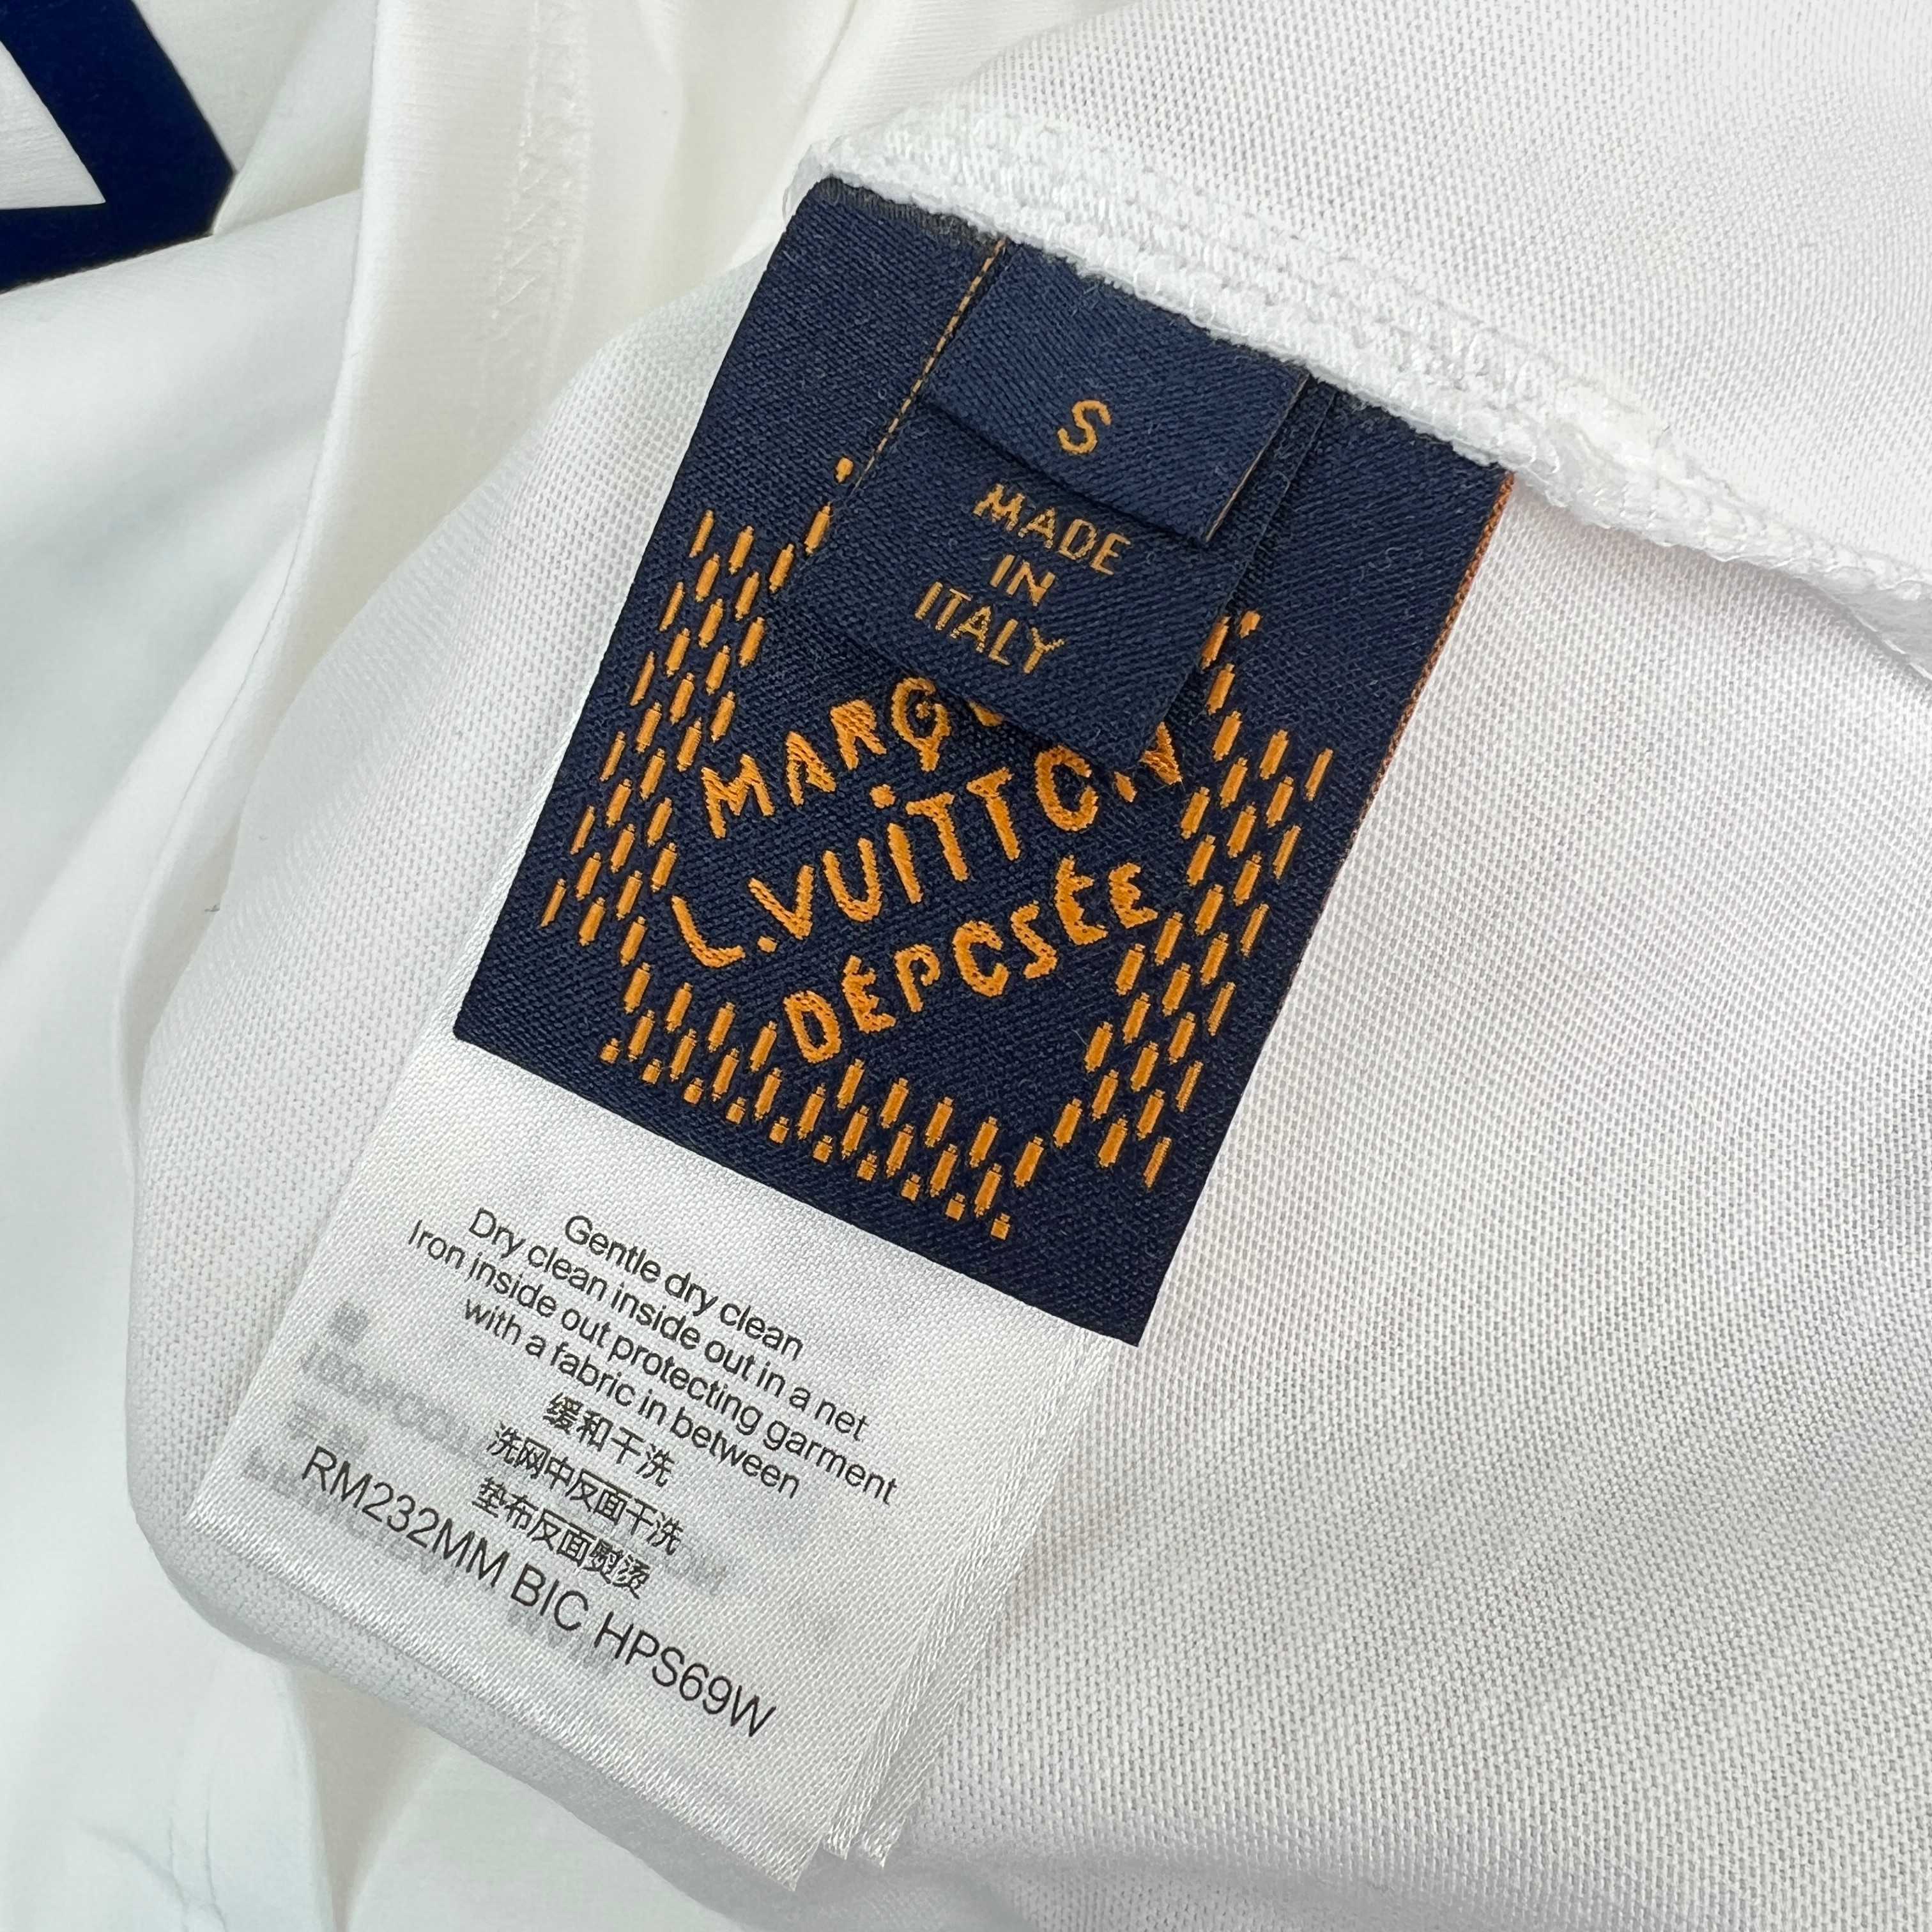 S
MADE
IN
ITALY
MARQ
L.VUITTON
DÉPOSÉE
Gentle dry clean
Dry clean inside out in a net
Iron inside out protecting garment
with a fabric in between
缓和干洗
洗网中反面干洗
垫布反面熨烫
RM232MM BIC HPS69W